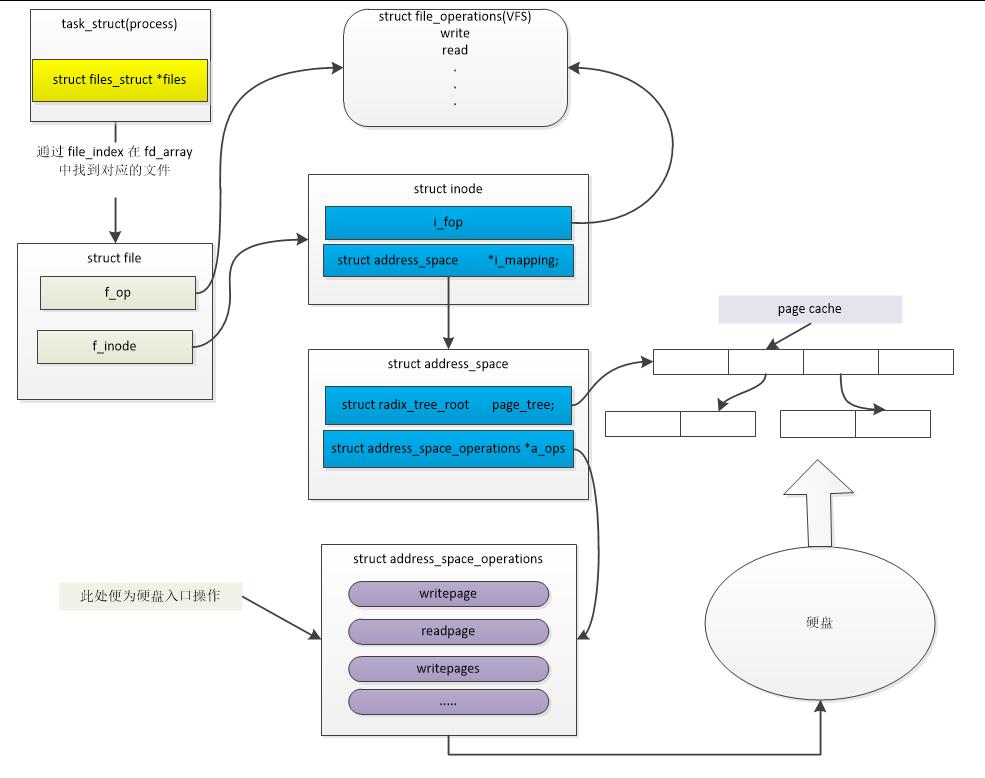 task_struct(process)
struct files_struct *files
通过 file_index 在 fd_array
中找到对应的文件
struct file
f_op
f_inode
struct file_operations(VFS)
write
read
.
.
.
struct inode
i_fop
struct address_space *i_mapping;
struct address_space
struct radix_tree_root page_tree;
struct address_space_operations *a_ops
page cache
struct address_space_operations
writepage
readpage
writepages
.....
此处便为硬盘入口操作
硬盘